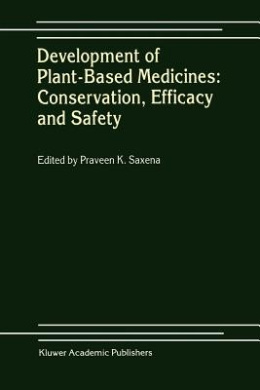 Development of
Plant-Based Medicines:
Conservation, Efficacy
and Safety
Edited by Praveen K. Saxena
Kluwer Academic Publishers